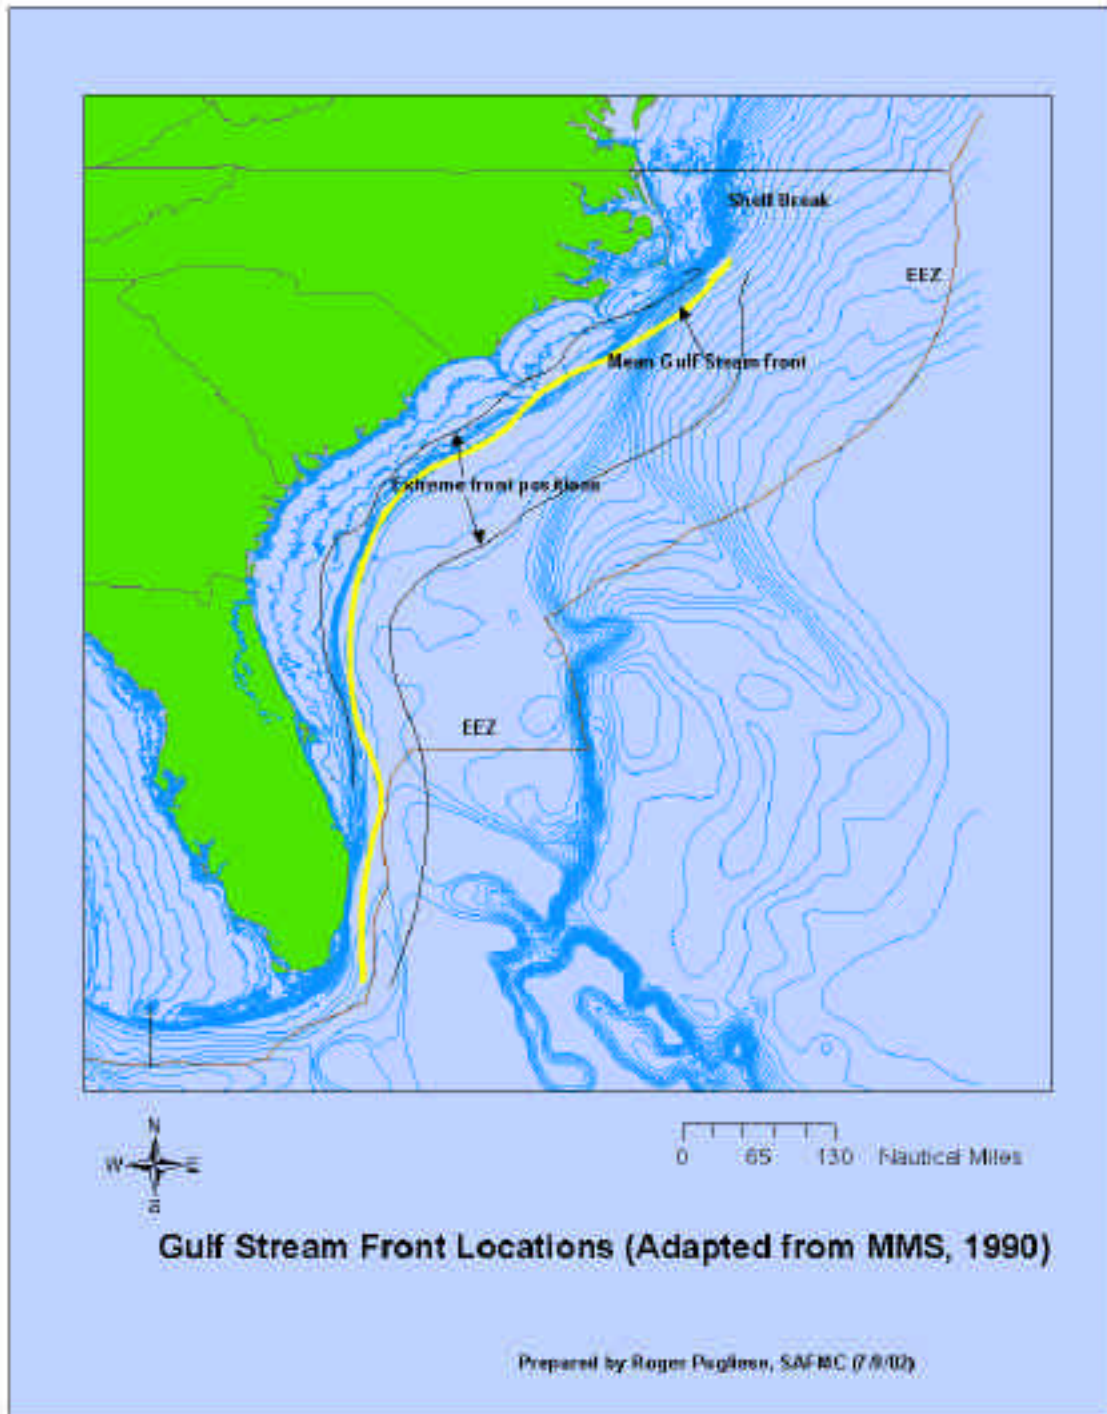 Shelf Break
EEZ
Mean Gulf Stream front
Extreme front positions
EEZ
N
W E
S
0 65 130 Nautical Miles
Gulf Stream Front Locations (Adapted from MMS, 1990)
Prepared by Roger Pugliese, SAFMC (7/9/02)